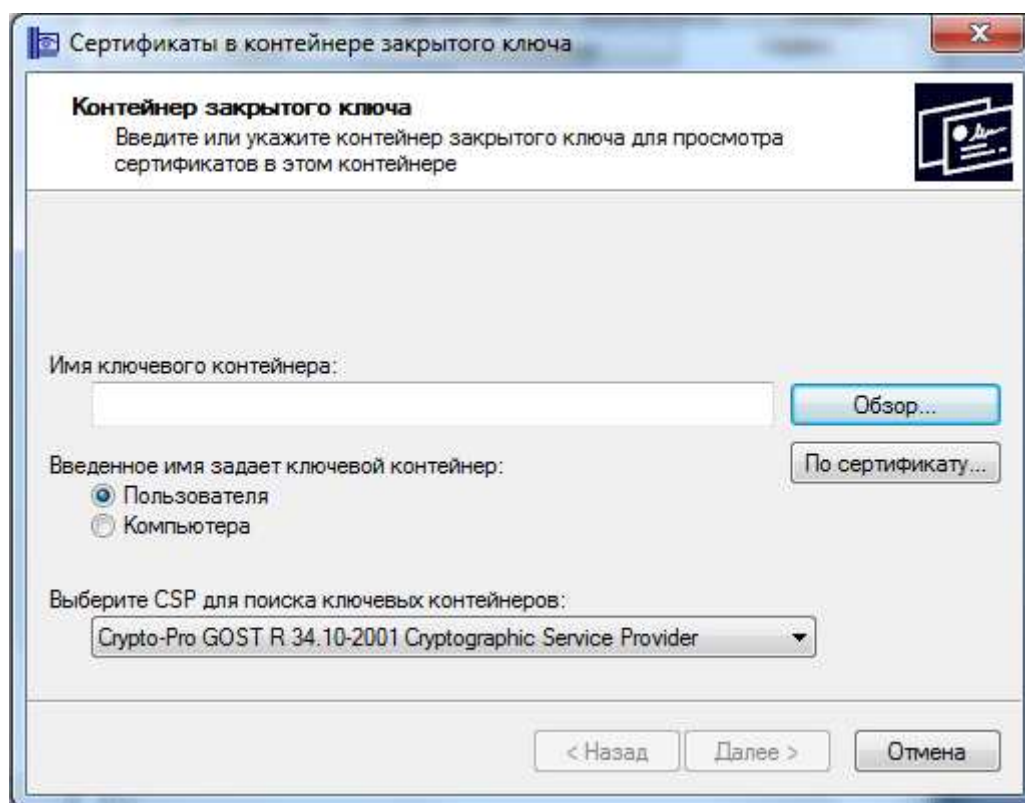 Сертификаты в контейнере закрытого ключа
Контейнер закрытого ключа
Введите или укажите контейнер закрытого ключа для просмотра
сертификатов в этом контейнере
Имя ключевого контейнера:
Обзор...
Введенное имя задает ключевой контейнер:
По сертификату...
Пользователя
Компьютера
Выберите CSP для поиска ключевых контейнеров:
Crypto-Pro GOST R 34.10-2001 Cryptographic Service Provider
< Назад
Далее >
Отмена